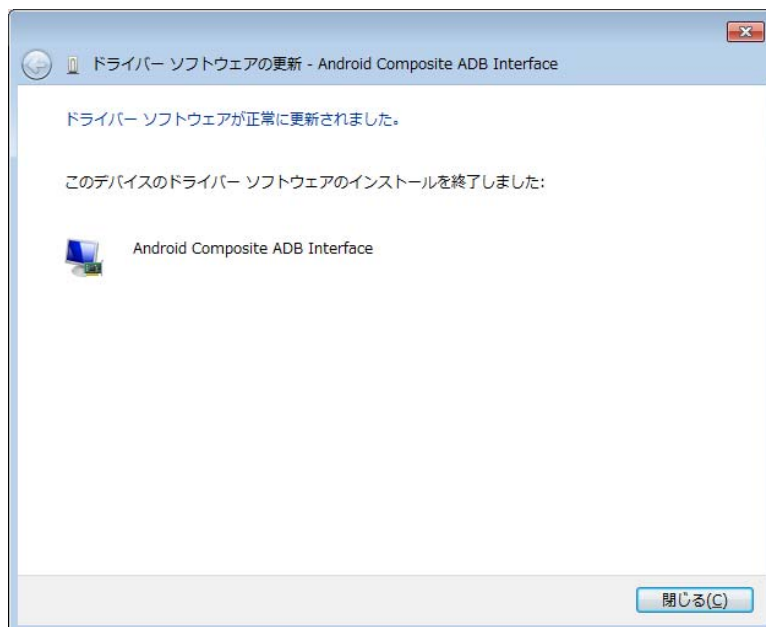 ドライバー ソフトウェアの更新 - Android Composite ADB Interface
ドライバー ソフトウェアが正常に更新されました。
このデバイスのドライバー ソフトウェアのインストールを終了しました:
Android Composite ADB Interface
閉じる(C)